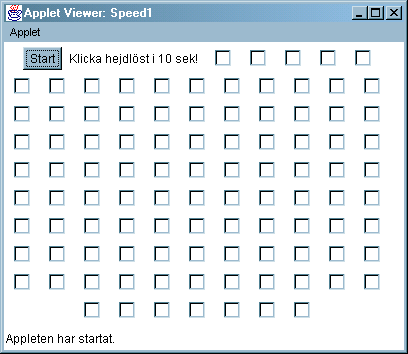 Applet Viewer: Speed1
Applet
Start Klicka hejdlöst i 10 sek!
Appleten har startat.